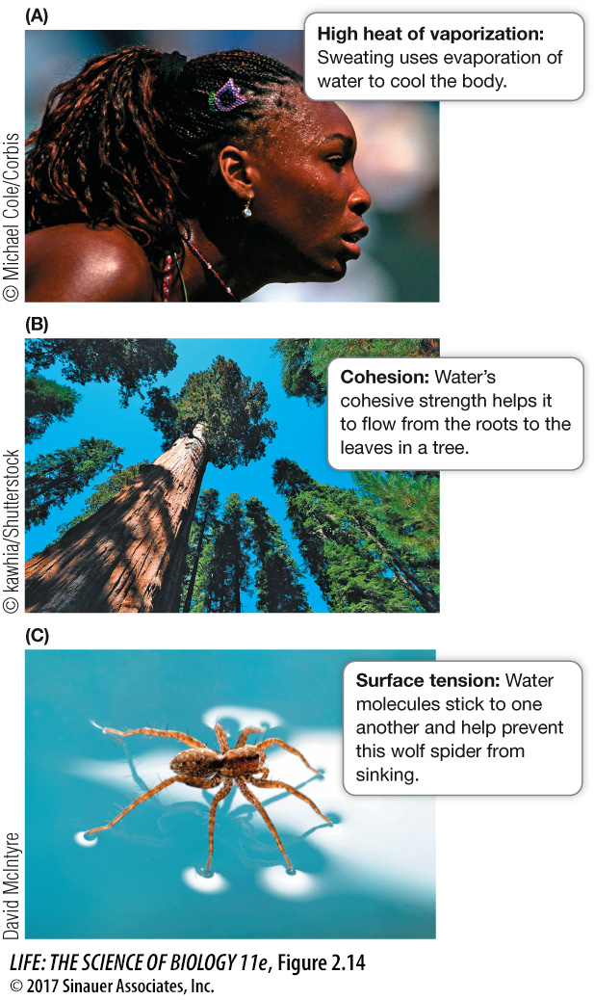 (A)
High heat of vaporization:
Sweating uses evaporation of
water to cool the body.
© Michael Cole/Corbis
(B)
Cohesion: Water's
cohesive strength helps it
to flow from the roots to the
leaves in a tree.
© kawhia/Shutterstock
(C)
Surface tension: Water
molecules stick to one
another and help prevent
this wolf spider from
sinking.
David McIntyre
LIFE: THE SCIENCE OF BIOLOGY 11e, Figure 2.14
© 2017 Sinauer Associates, Inc.